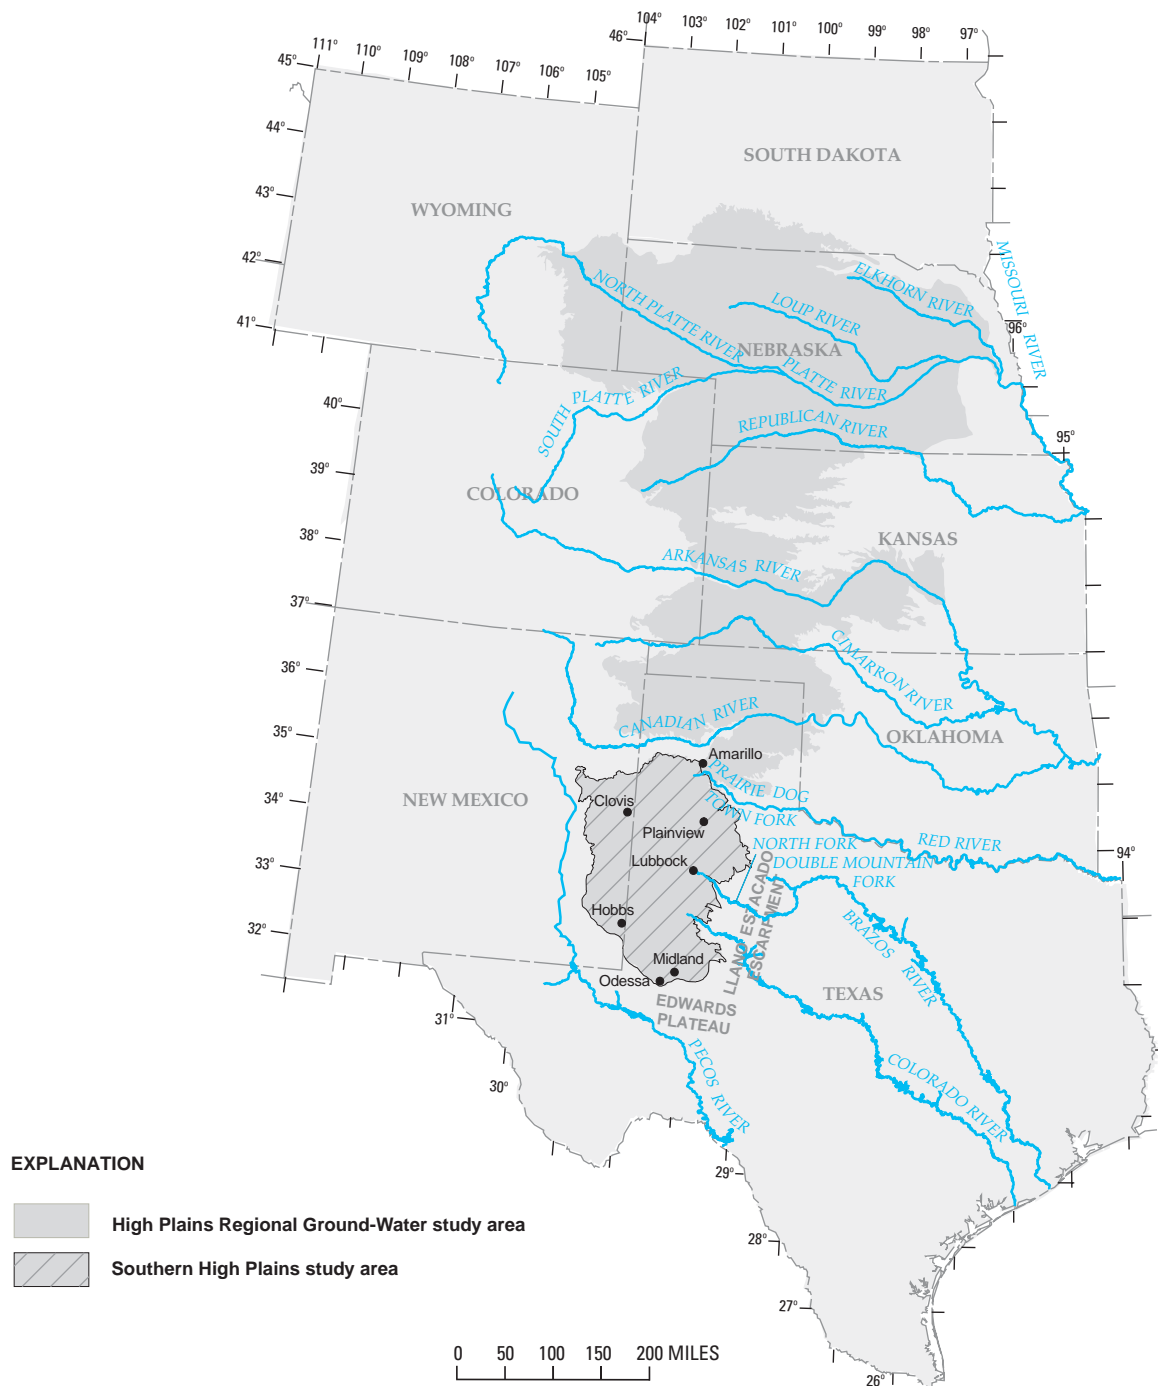 104° 103° 102° 101° 100° 99° 98° 97°
46°
111° 110° 109° 108° 107° 106° 105°
45°
44°
43°
42°
41°
40°
39°
38°
37°
36°
35°
34°
33°
32°
31°
30°
29°
28°
27°
26°
96°
95°
94°
SOUTH DAKOTA
WYOMING
MISSOURI RIVER
ELKHORN RIVER
LOUP RIVER
NORTH PLATTE RIVER
NEBRASKA
PLATTE RIVER
SOUTH PLATTE RIVER
REPUBLICAN RIVER
COLORADO
KANSAS
ARKANSAS RIVER
CIMARRON RIVER
CANADIAN RIVER
OKLAHOMA
Amarillo
PRAIRIE DOG
TOWN FORK
NEW MEXICO
Clovis
Plainview
RED RIVER
NORTH FORK
DOUBLE MOUNTAIN
FORK
Lubbock
LLANO ESTACADO
ESCARPMENT
Hobbs
BRAZOS RIVER
Midland
Odessa
TEXAS
EDWARDS
PLATEAU
PECOS RIVER
COLORADO RIVER
EXPLANATION
High Plains Regional Ground-Water study area
Southern High Plains study area
0 50 100 150 200 MILES